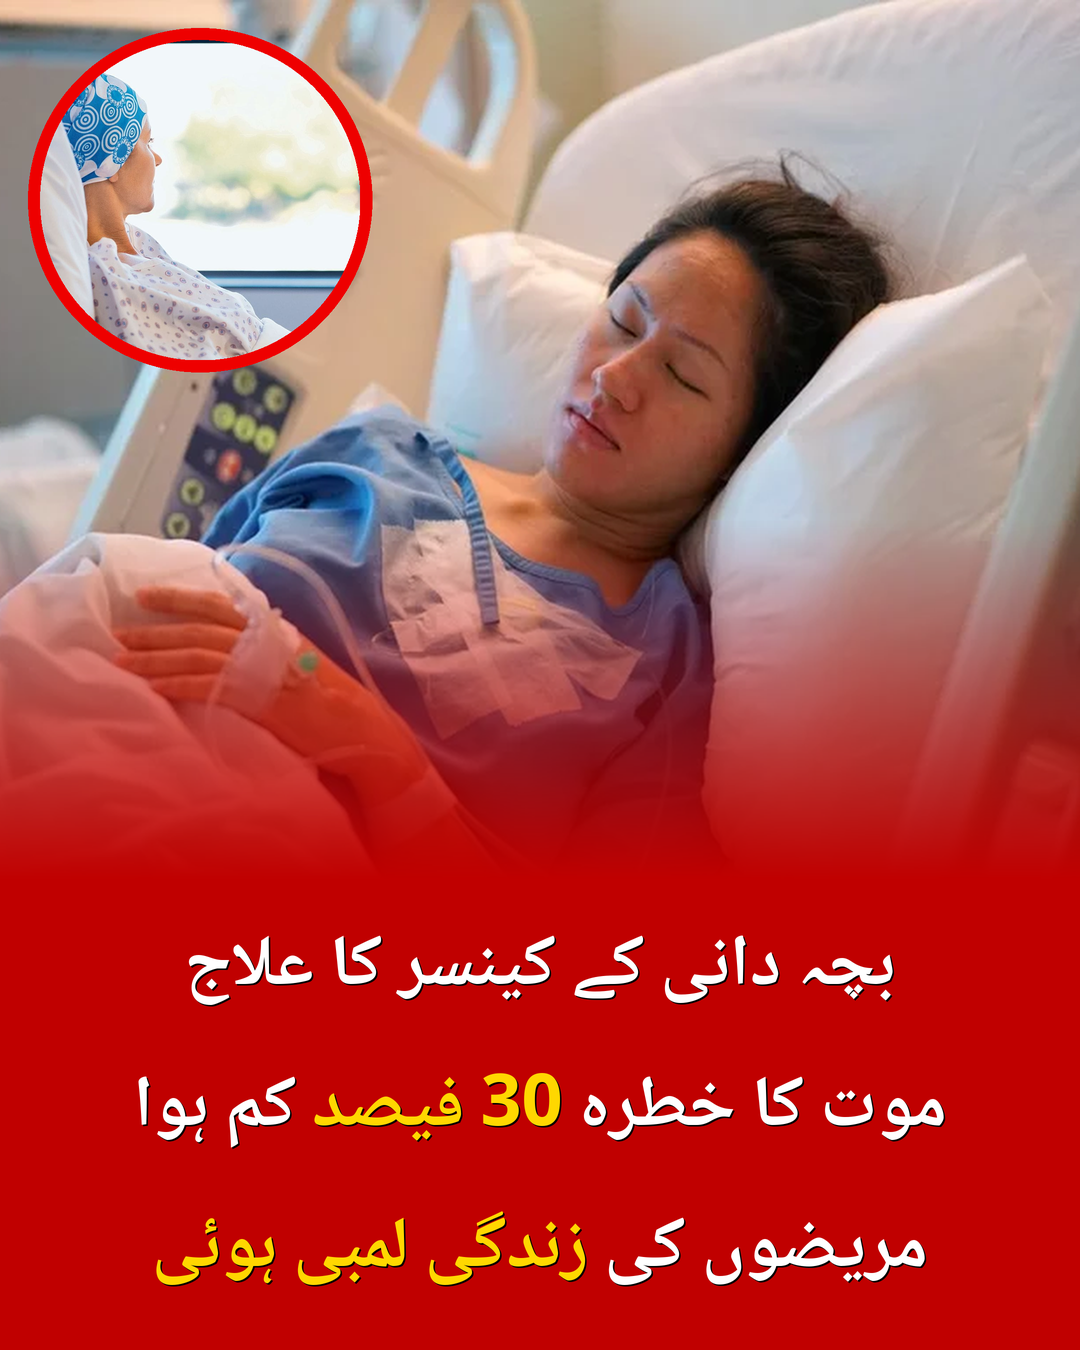 بچہ دانی کے کینسر کا علاج
موت کا خطرہ 30 فیصد کم ہوا
مریضوں کی زندگی لمبی ہوئی